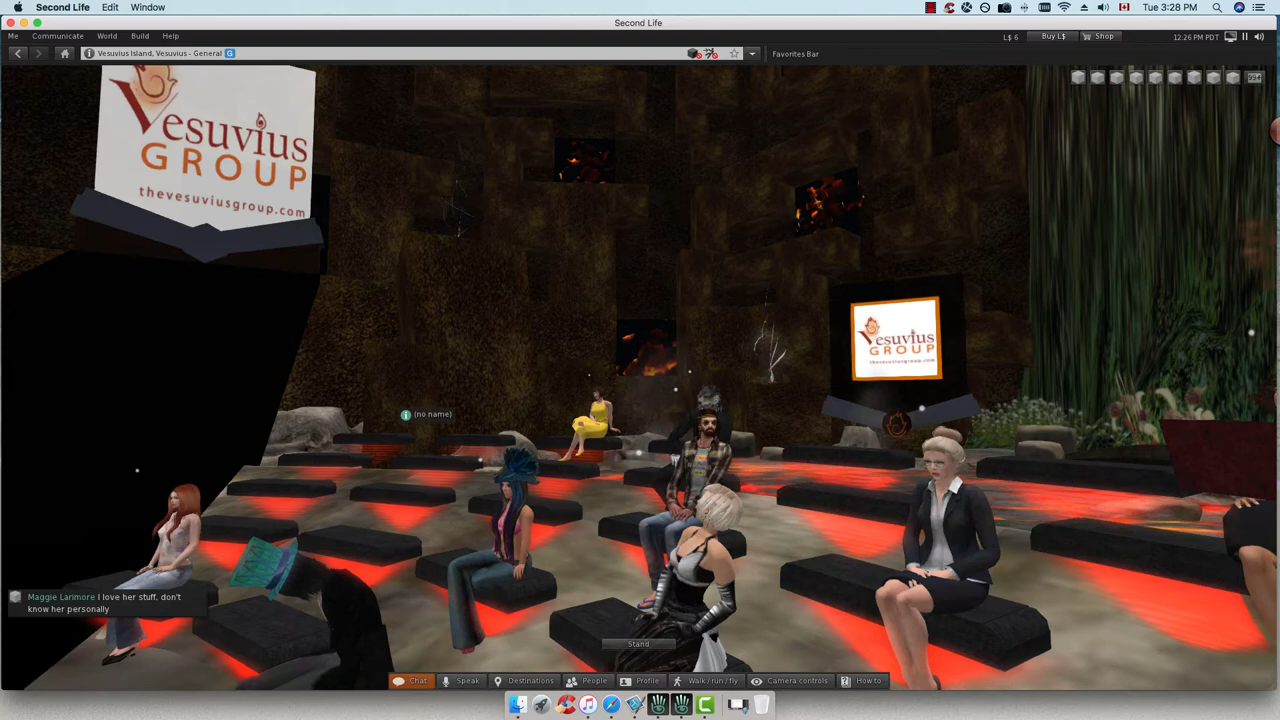 Second Life Edit Window
Tue 3:28 PM
Second Life
Me Communicate World Build Help
L$ 6 Buy L$ Shop 12.26 PM PDT
Vesuvius Island, Vesuvius - General G
Favorites Bar
99+
Vesuvius
GROUP
thevesuviusgroup.com
Vesuvius
GROUP
thevesuviusgroup.com
(no name)
Maggie Larimore I love her stuff, don't
know her personally
Stand
Chat Speak Destinations People Profile Walk / run / fly Camera controls How to